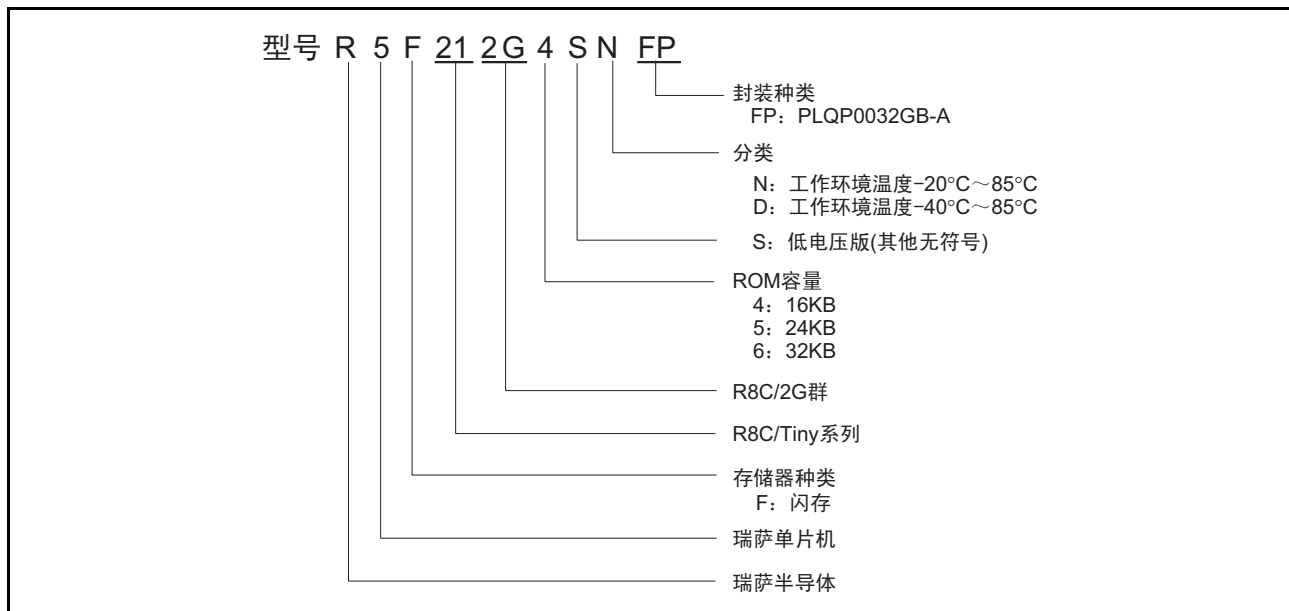 型号 R 5 F 21 2G 4 S N FP
封装种类
FP：PLQP0032GB-A
分类
N：工作环境温度-20°C～85°C
D：工作环境温度-40°C～85°C
S：低电压版(其他无符号)
ROM容量
4：16KB
5：24KB
6：32KB
R8C/2G群
R8C/Tiny系列
存储器种类
F：闪存
瑞萨单片机
瑞萨半导体